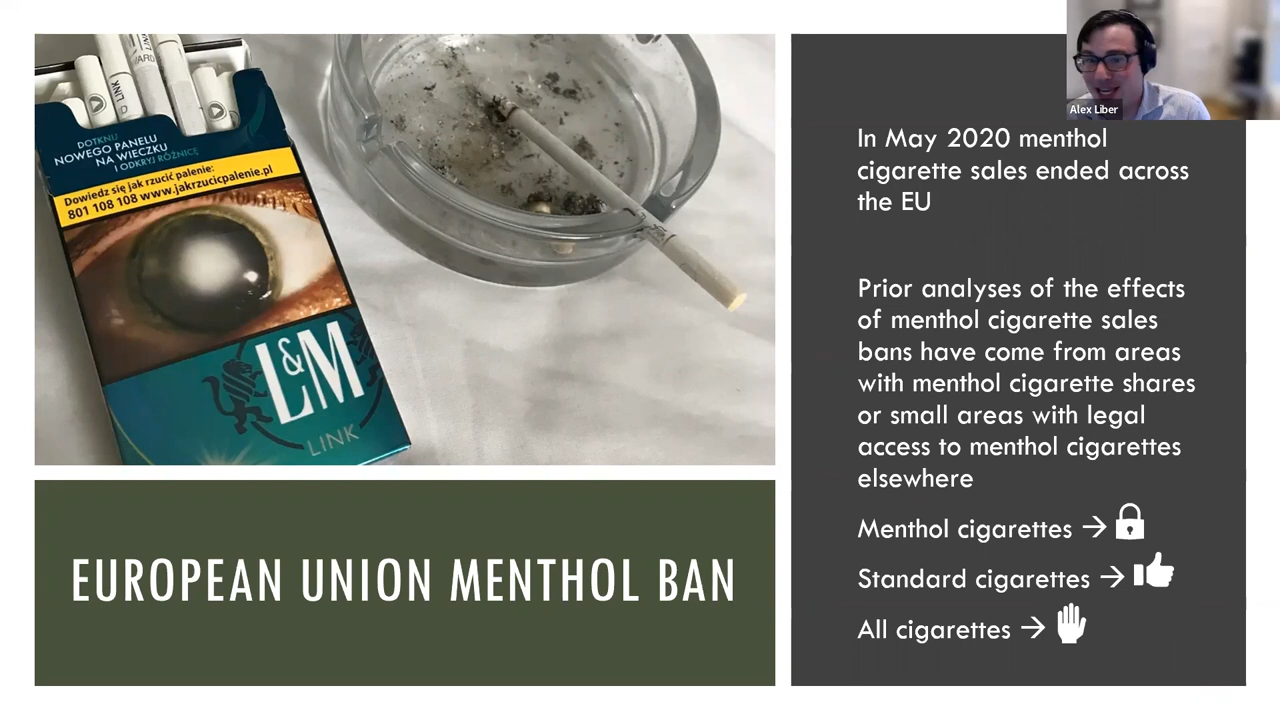 Alex Liber
In May 2020 menthol
cigarette sales ended across
the EU
Prior analyses of the effects
of menthol cigarette sales
bans have come from areas
with menthol cigarette shares
or small areas with legal
access to menthol cigarettes
elsewhere
Menthol cigarettes →
Standard cigarettes →
All cigarettes →
EUROPEAN UNION MENTHOL BAN
DOTKNIJ
NOWEGO PANELU
NA WIECZKU
I ODKRYJ RÓŻNICĘ
Dowiedz się jak rzucić palenie:
801 108 108 www.jakrzucicpalenie.pl
L&M
LINK
LINK